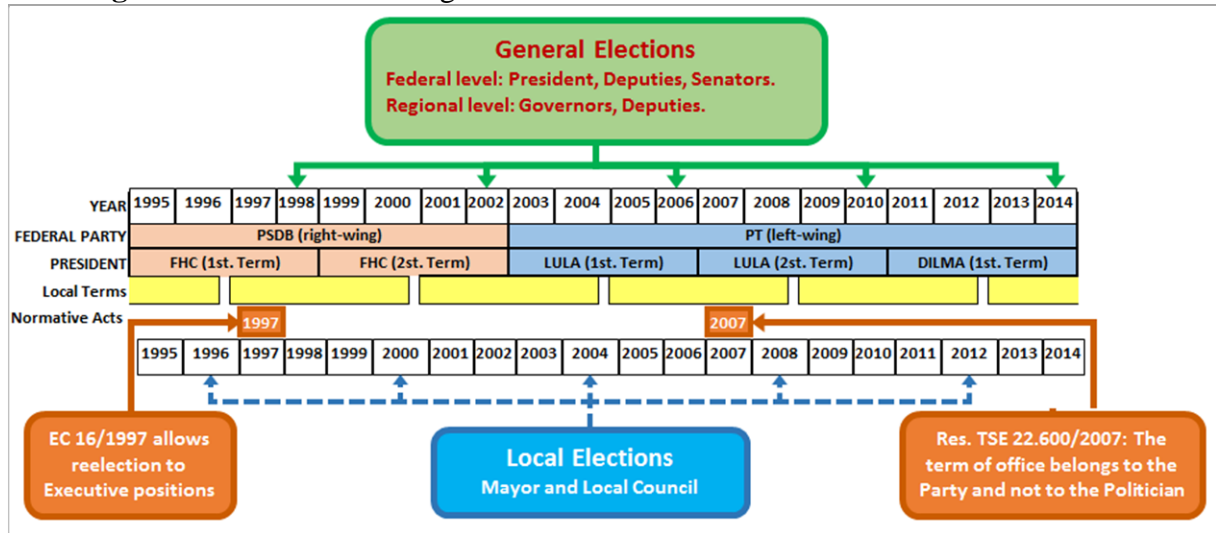 General Elections
Federal level: President, Deputies, Senators.
Regional level: Governors, Deputies.
YEAR 1995 1996 1997 1998 1999 2000 2001 2002 2003 2004 2005 2006 2007 2008 2009 2010 2011 2012 2013 2014
FEDERAL PARTY PSDB (right-wing) PT (left-wing)
PRESIDENT FHC (1st. Term) FHC (2st. Term) LULA (1st. Term) LULA (2st. Term) DILMA (1st. Term)
Local Terms
Normative Acts 1997 2007
1995 1996 1997 1998 1999 2000 2001 2002 2003 2004 2005 2006 2007 2008 2009 2010 2011 2012 2013 2014
EC 16/1997 allows
reelection to
Executive positions
Local Elections
Mayor and Local Council
Res. TSE 22.600/2007: The
term of office belongs to the
Party and not to the Politician